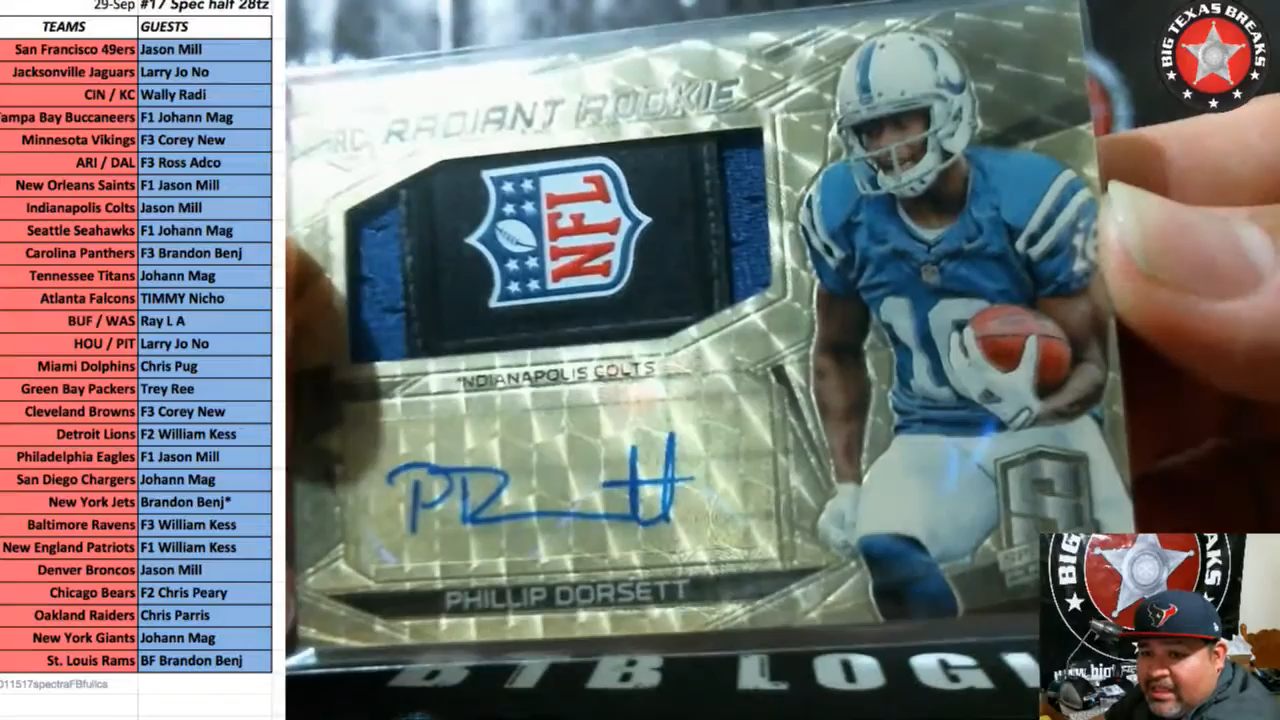 29-Sep #17 Spec half 28tz
TEAMS GUESTS
San Francisco 49ers Jason Mill
Jacksonville Jaguars Larry Jo No
CIN / KC Wally Radi
Tampa Bay Buccaneers F1 Johann Mag
Minnesota Vikings F3 Corey New
ARI / DAL F3 Ross Adco
New Orleans Saints F1 Jason Mill
Indianapolis Colts Jason Mill
Seattle Seahawks F1 Johann Mag
Carolina Panthers F3 Brandon Benj
Tennessee Titans Johann Mag
Atlanta Falcons TIMMY Nicho
BUF / WAS Ray L A
HOU / PIT Larry Jo No
Miami Dolphins Chris Pug
Green Bay Packers Trey Ree
Cleveland Browns F3 Corey New
Detroit Lions F2 William Kess
Philadelphia Eagles F1 Jason Mill
San Diego Chargers Johann Mag
New York Jets Brandon Benj*
Baltimore Ravens F3 William Kess
New England Patriots F1 William Kess
Denver Broncos Jason Mill
Chicago Bears F2 Chris Peary
Oakland Raiders Chris Parris
New York Giants Johann Mag
St. Louis Rams BF Brandon Benj
011517spectraFBfullca
RC RADIANT ROOKIE
NFL
INDIANAPOLIS COLTS
10
PHILLIP DORSETT
BTB LOG
BIG TEXAS BREAKS